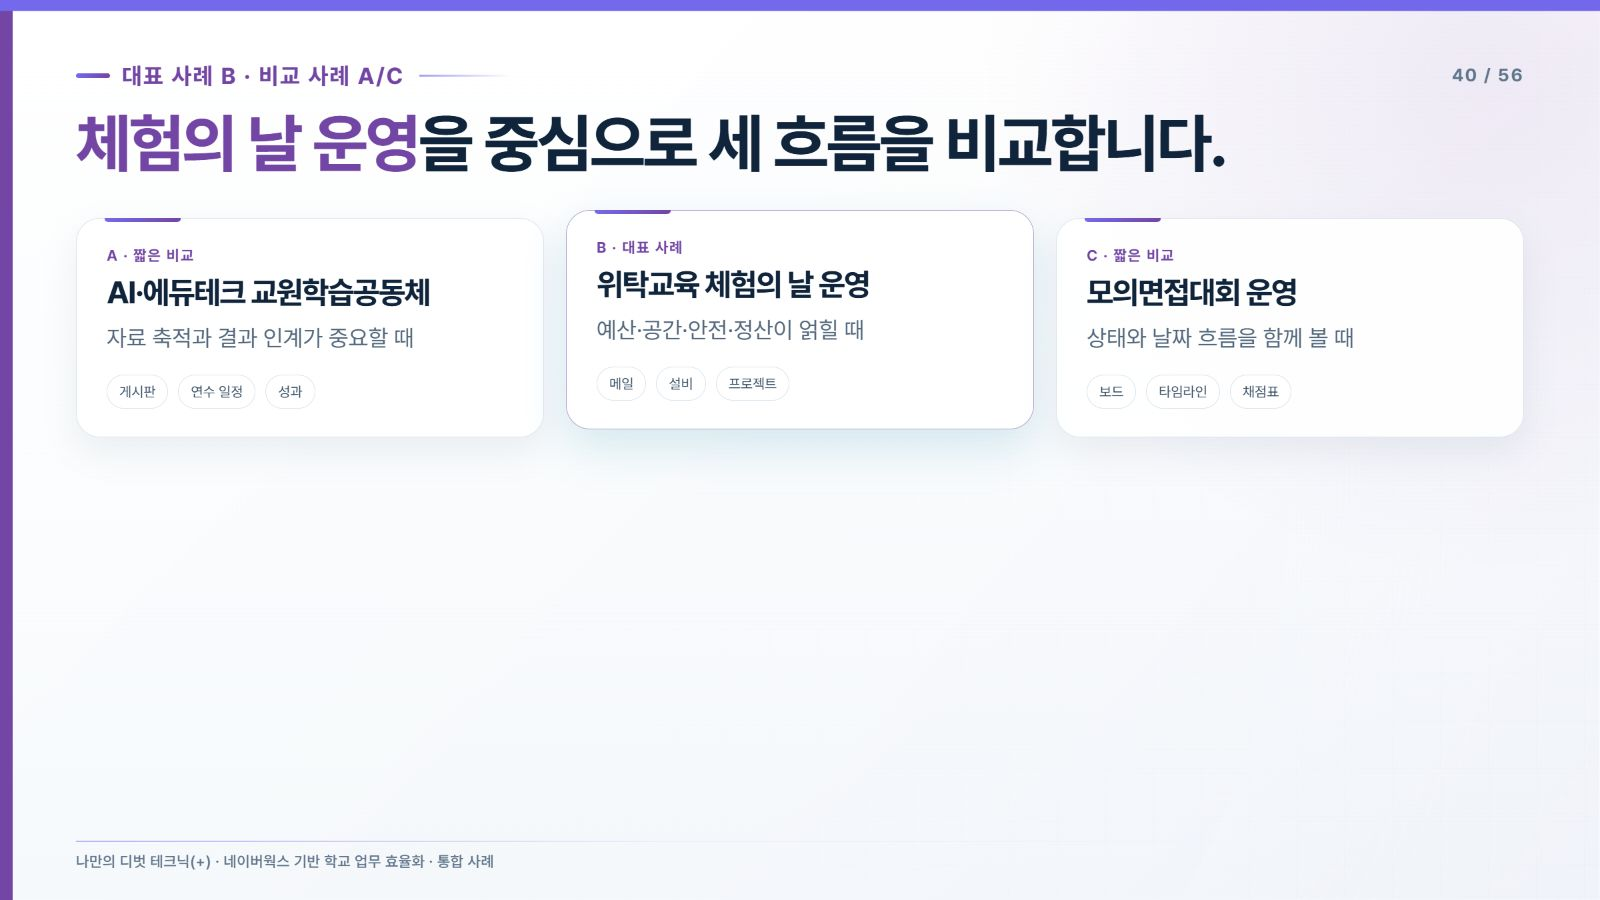 대표 사례 B · 비교 사례 A/C
40 / 56
체험의 날 운영을 중심으로 세 흐름을 비교합니다.
A · 짧은 비교
AI·에듀테크 교원학습공동체
자료 축적과 결과 인계가 중요할 때
게시판 연수 일정 성과
B · 대표 사례
위탁교육 체험의 날 운영
예산·공간·안전·정산이 얽힐 때
메일 설비 프로젝트
C · 짧은 비교
모의면접대회 운영
상태와 날짜 흐름을 함께 볼 때
보드 타임라인 채점표
나만의 디벗 테크닉(+) · 네이버웍스 기반 학교 업무 효율화 · 통합 사례